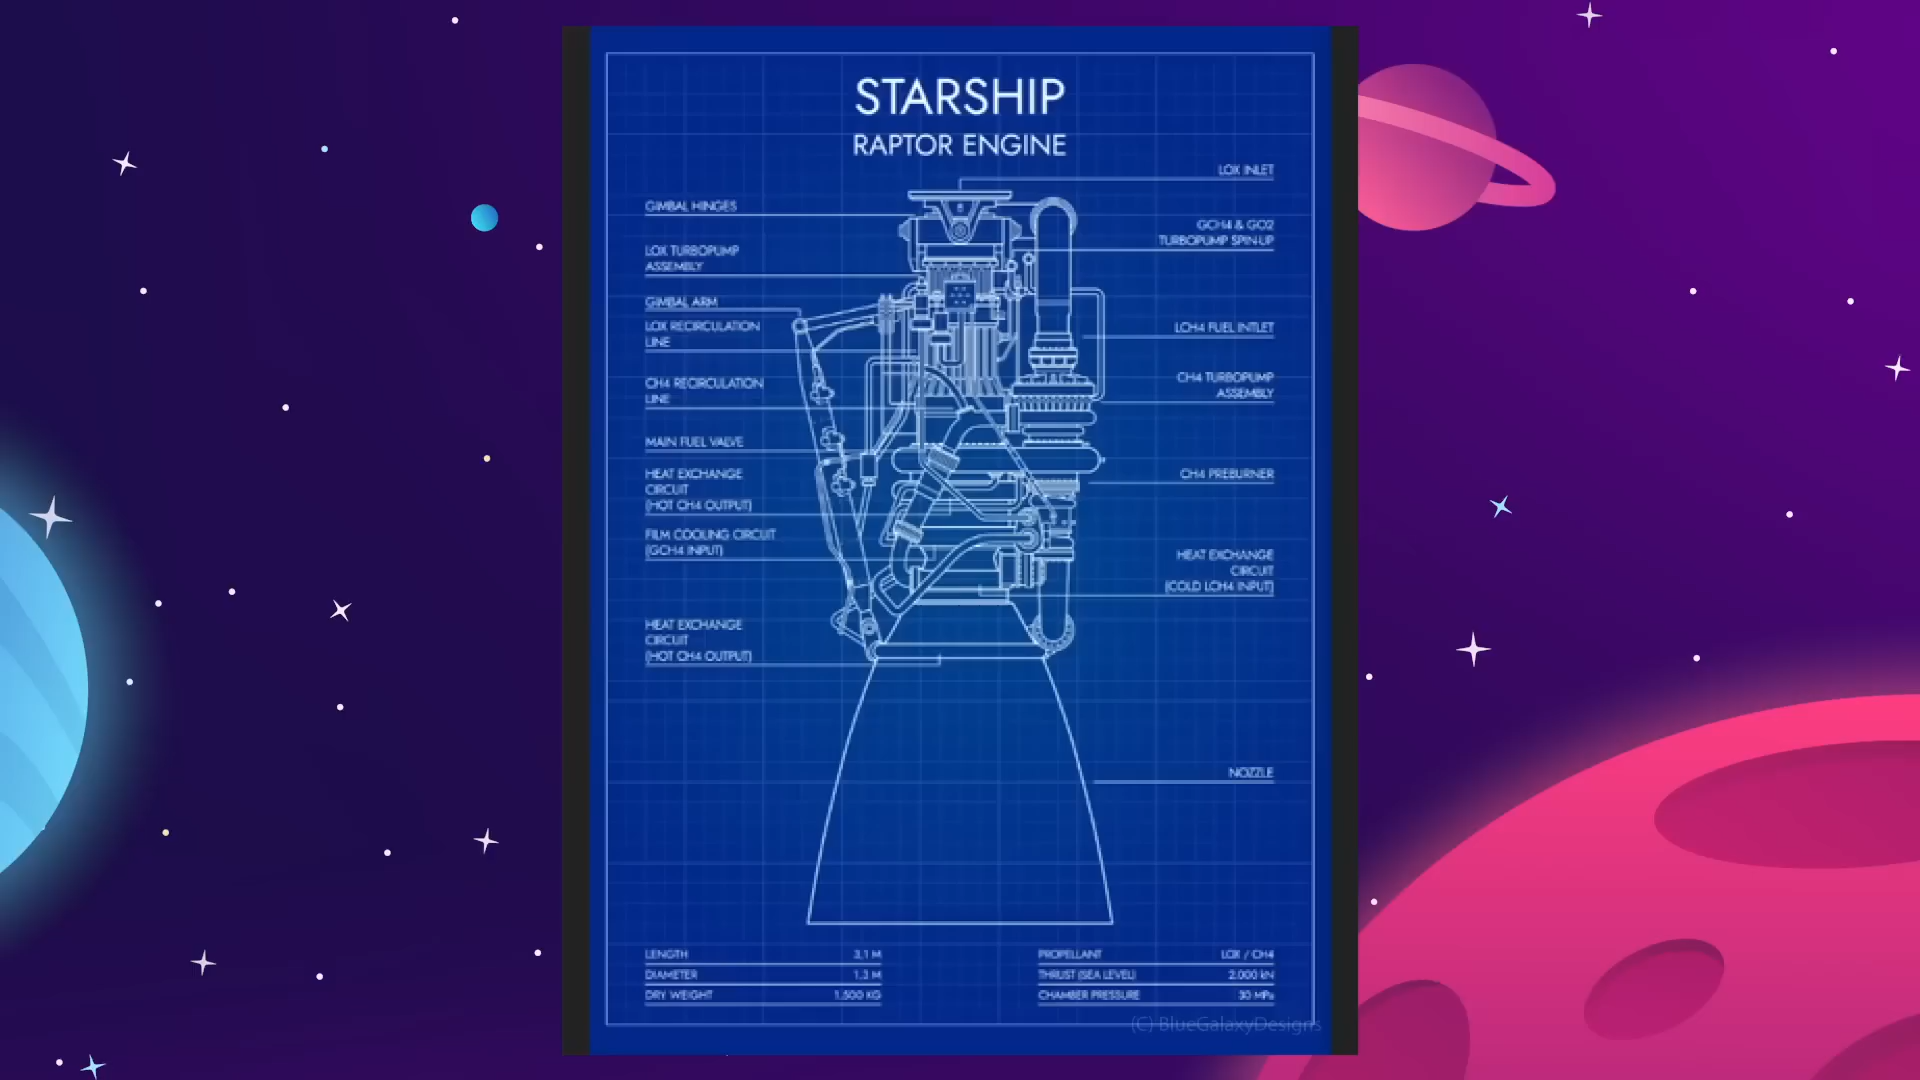 STARSHIP
RAPTOR ENGINE
LOX INLET
GIMBAL HINGES
GCH4 & GO2
TURBOPUMP SPIN-UP
LOX TURBOPUMP
ASSEMBLY
GIMBAL ARM
LOX RECIRCULATION
LINE
LCH4 FUEL INTLET
CH4 TURBOPUMP
ASSEMBLY
CH4 RECIRCULATION
LINE
MAIN FUEL VALVE
HEAT EXCHANGE
CIRCUIT
(HOT CH4 OUTPUT)
CH4 PREBURNER
FILM COOLING CIRCUIT
(GCH4 INPUT)
HEAT EXCHANGE
CIRCUIT
(COLD LCH4 INPUT)
HEAT EXCHANGE
CIRCUIT
(HOT CH4 OUTPUT)
NOZZLE
LENGTH 3,1 M
DIAMETER 1,3 M
DRY WEIGHT 1,500 KG
PROPELLANT LOX / CH4
THRUST (SEA LEVEL) 2,000 kN
CHAMBER PRESSURE 30 MPa
(C) BlueGalaxyDesigns